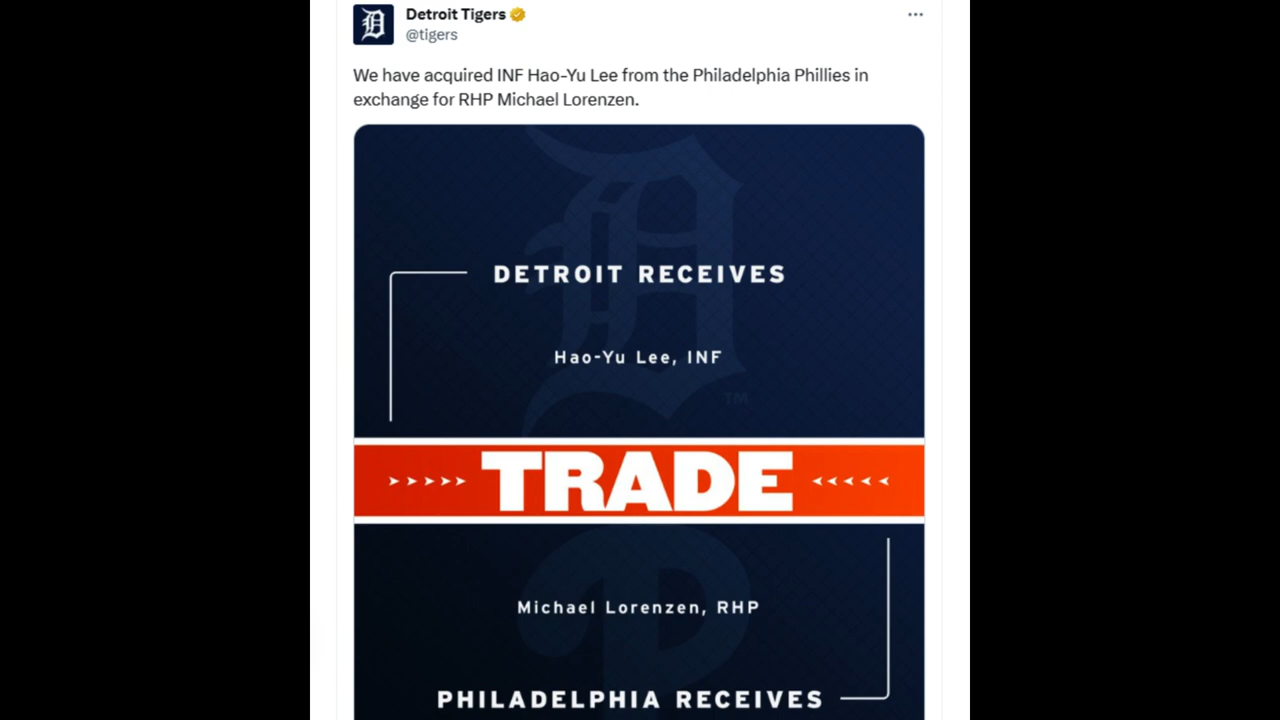 Detroit Tigers
@tigers
We have acquired INF Hao-Yu Lee from the Philadelphia Phillies in
exchange for RHP Michael Lorenzen.
DETROIT RECEIVES
Hao-Yu Lee, INF
TM
TRADE
Michael Lorenzen, RHP
PHILADELPHIA RECEIVES